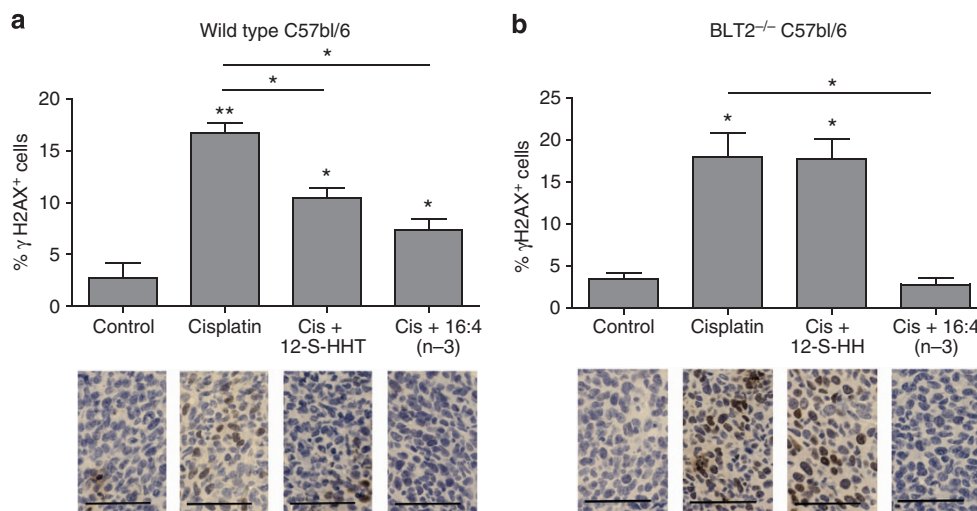 a
Wild type C57bl/6
*
*
**
*
*
% γ H2AX+ cells
20
15
10
5
0
Control
Cisplatin
Cis +
12-S-HHT
Cis + 16:4
(n–3)
b
BLT2−/− C57bl/6
*
*
*
% γH2AX+ cells
25
20
15
10
5
0
Control
Cisplatin
Cis +
12-S-HH
Cis + 16:4
(n–3)